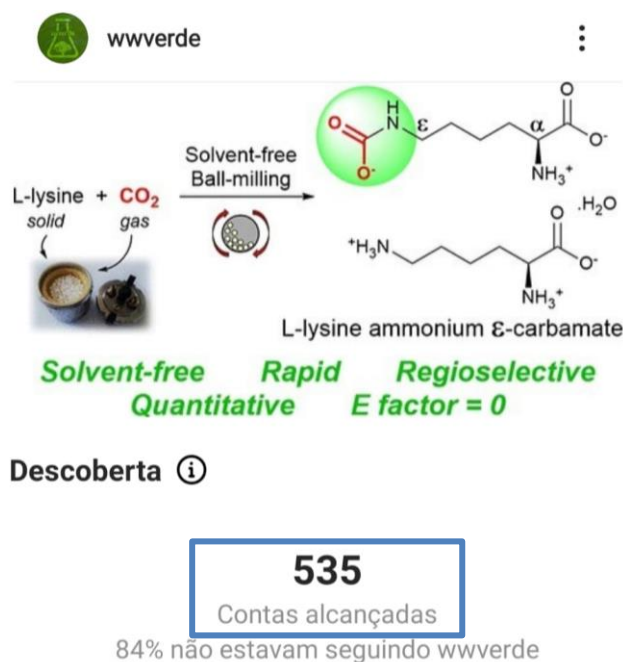 wwverde
H
O N ε
O-
α O
O-
NH₃⁺
Solvent-free
Ball-milling
L-lysine + CO₂
solid gas
.H₂O
⁺H₃N
O
O-
NH₃⁺
L-lysine ammonium ε-carbamate
Solvent-free Rapid Regioselective
Quantitative E factor = 0
Descoberta i
535
Contas alcançadas
84% não estavam seguindo wwverde